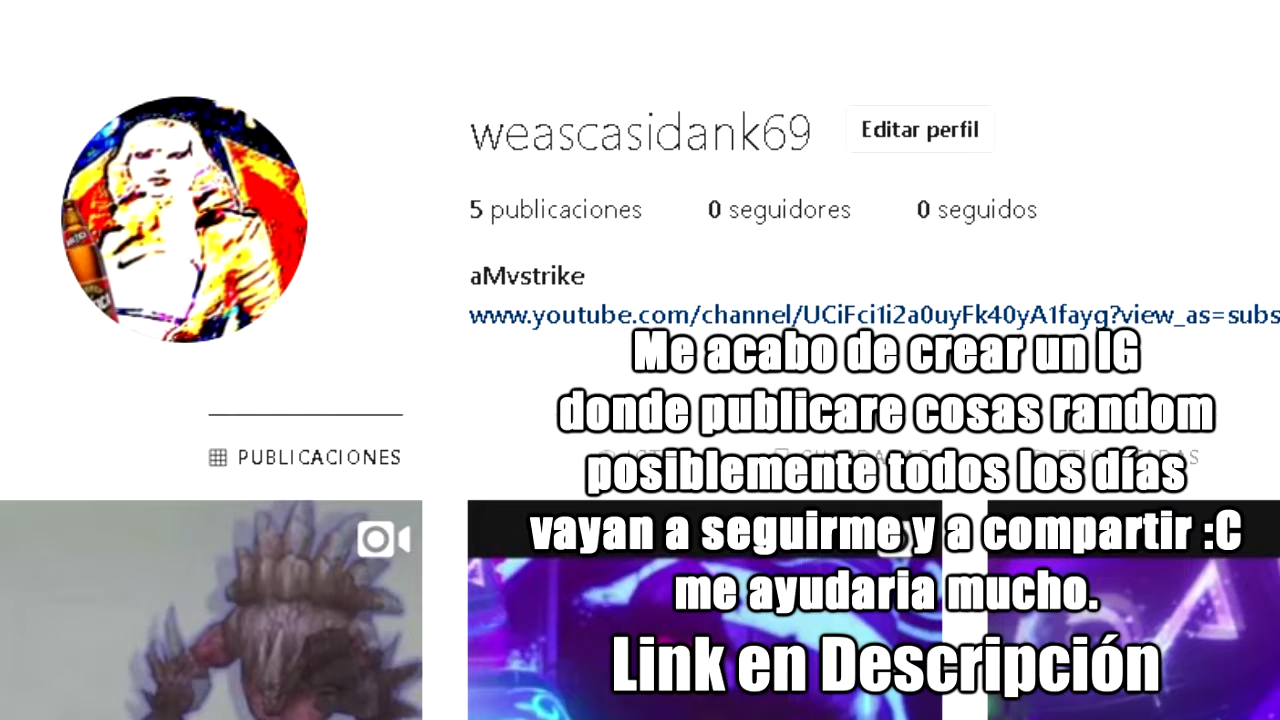 weascasidank69 Editar perfil
5 publicaciones 0 seguidores 0 seguidos
aMvstrike
www.youtube.com/channel/UCiFci1i2a0uyFk40yA1fayg?view_as=subs
Me acabo de crear un IG
donde publicare cosas random
PUBLICACIONES
posiblemente todos los días
vayan a seguirme y a compartir :C
me ayudaria mucho.
Link en Descripción